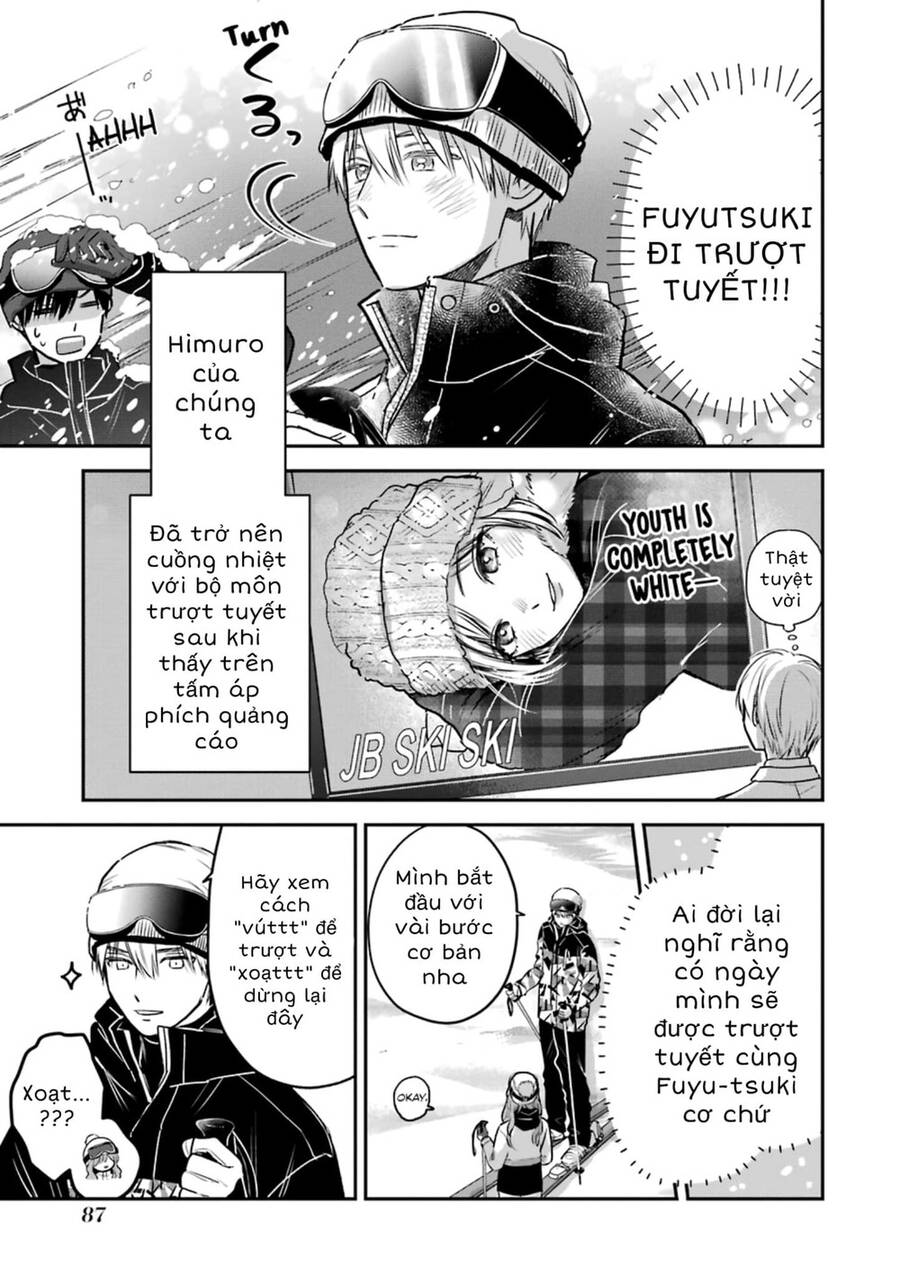 FUYUTSUKI
ĐI TRƯỢT
TUYẾT!!!
Turn
くるっ
あ゛
AHHH
Himuro
của
chúng
ta
YOUTH IS
COMPLETELY
WHITE—
Thật
tuyệt
vời
Đã trở nên
cuồng nhiệt
với bộ môn
trượt tuyết
sau khi
thấy trên
tấm áp
phích quảng
cáo
JB SKI SKI
Ai đời lại
nghĩ rằng
có ngày
mình sẽ
được trượt
tuyết cùng
Fuyu-tsuki
cơ chứ
Mình bắt
đầu với
vài bước
cơ bản
nha
OKAY.
Hãy xem
cách
"vúttt" để
trượt và
"xoạttt" để
dừng lại
đây
Xoạt...
???
87